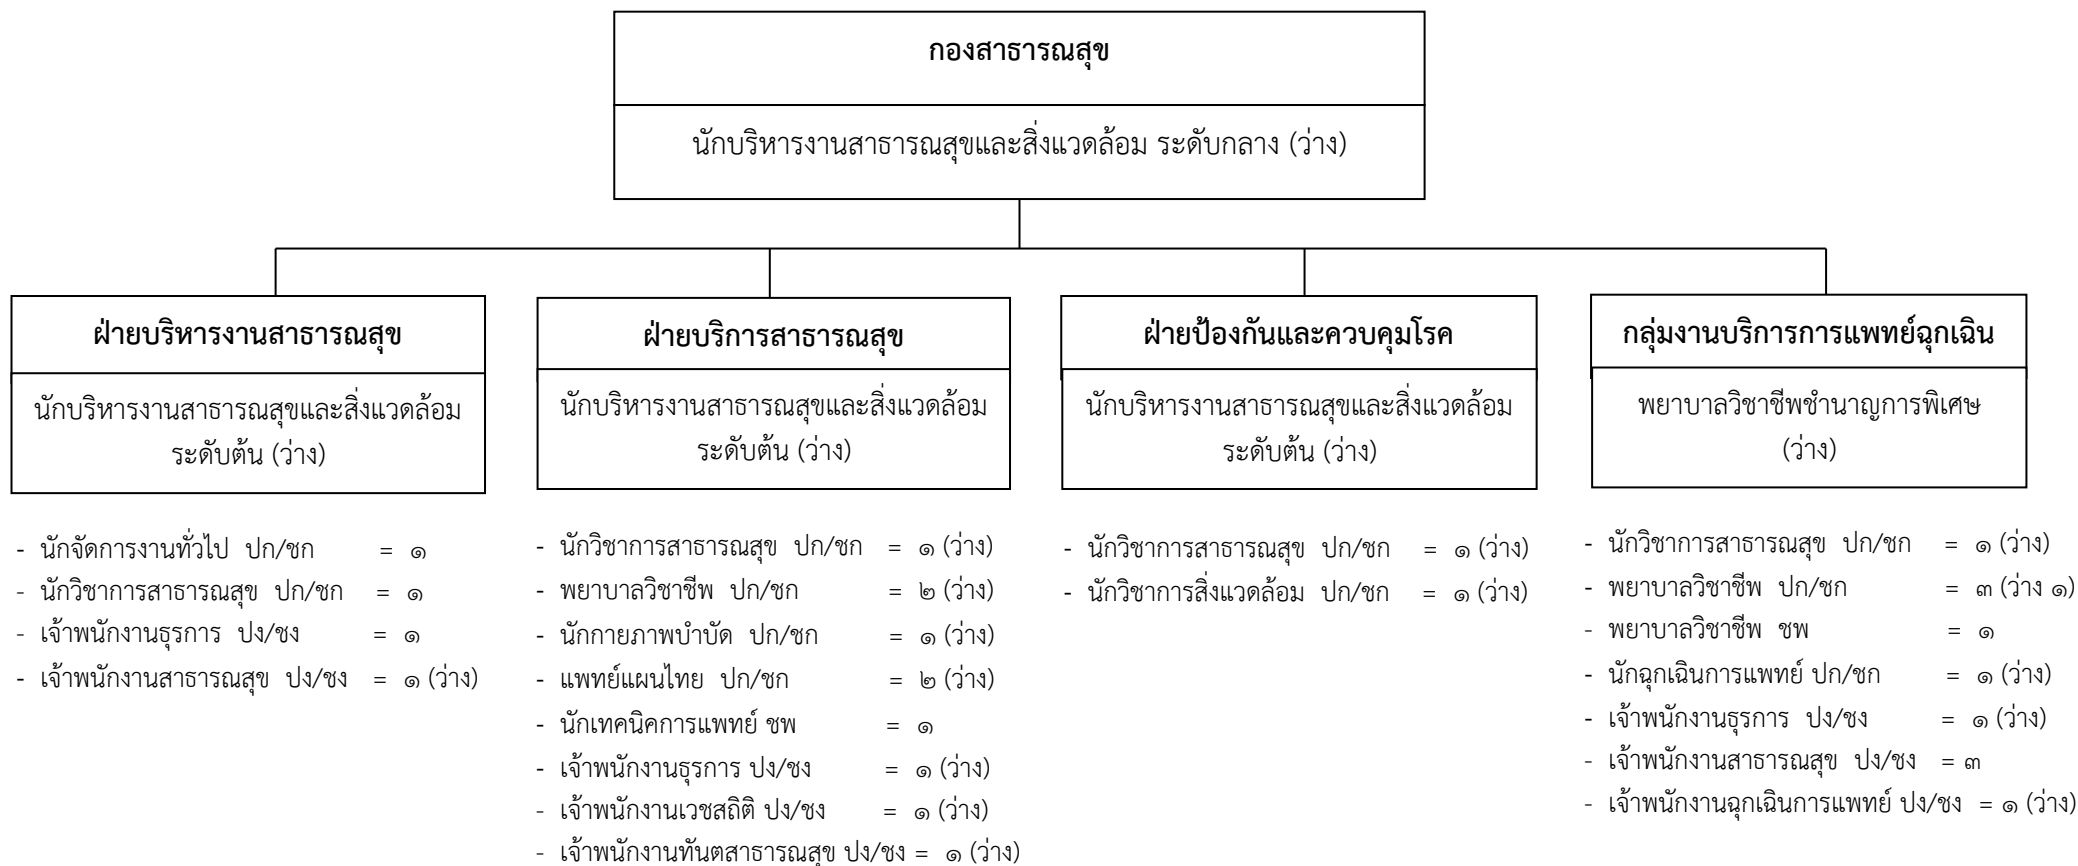 กองสาธารณสุข
นักบริหารงานสาธารณสุขและสิ่งแวดล้อม ระดับกลาง (ว่าง)
ฝ่ายบริหารงานสาธารณสุข
นักบริหารงานสาธารณสุขและสิ่งแวดล้อม
ระดับต้น (ว่าง)
- นักจัดการงานทั่วไป ปก/ชก = ๑
- นักวิชาการสาธารณสุข ปก/ชก = ๑
- เจ้าพนักงานธุรการ ปง/ชง = ๑
- เจ้าพนักงานสาธารณสุข ปง/ชง = ๑ (ว่าง)
ฝ่ายบริการสาธารณสุข
นักบริหารงานสาธารณสุขและสิ่งแวดล้อม
ระดับต้น (ว่าง)
- นักวิชาการสาธารณสุข ปก/ชก = ๑ (ว่าง)
- พยาบาลวิชาชีพ ปก/ชก = ๒ (ว่าง)
- นักกายภาพบำบัด ปก/ชก = ๑ (ว่าง)
- แพทย์แผนไทย ปก/ชก = ๒ (ว่าง)
- นักเทคนิคการแพทย์ ชพ = ๑
- เจ้าพนักงานธุรการ ปง/ชง = ๑ (ว่าง)
- เจ้าพนักงานเวชสถิติ ปง/ชง = ๑ (ว่าง)
- เจ้าพนักงานทันตสาธารณสุข ปง/ชง = ๑ (ว่าง)
ฝ่ายป้องกันและควบคุมโรค
นักบริหารงานสาธารณสุขและสิ่งแวดล้อม
ระดับต้น (ว่าง)
- นักวิชาการสาธารณสุข ปก/ชก = ๑ (ว่าง)
- นักวิชาการสิ่งแวดล้อม ปก/ชก = ๑ (ว่าง)
กลุ่มงานบริการการแพทย์ฉุกเฉิน
พยาบาลวิชาชีพชำนาญการพิเศษ
(ว่าง)
- นักวิชาการสาธารณสุข ปก/ชก = ๑ (ว่าง)
- พยาบาลวิชาชีพ ปก/ชก = ๓ (ว่าง ๑)
- พยาบาลวิชาชีพ ชพ = ๑
- นักฉุกเฉินการแพทย์ ปก/ชก = ๑ (ว่าง)
- เจ้าพนักงานธุรการ ปง/ชง = ๑ (ว่าง)
- เจ้าพนักงานสาธารณสุข ปง/ชง = ๓
- เจ้าพนักงานฉุกเฉินการแพทย์ ปง/ชง = ๑ (ว่าง)